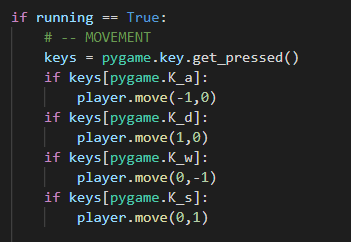 if running == True:
    # -- MOVEMENT
    keys = pygame.key.get_pressed()
    if keys[pygame.K_a]:
        player.move(-1,0)
    if keys[pygame.K_d]:
        player.move(1,0)
    if keys[pygame.K_w]:
        player.move(0,-1)
    if keys[pygame.K_s]:
        player.move(0,1)